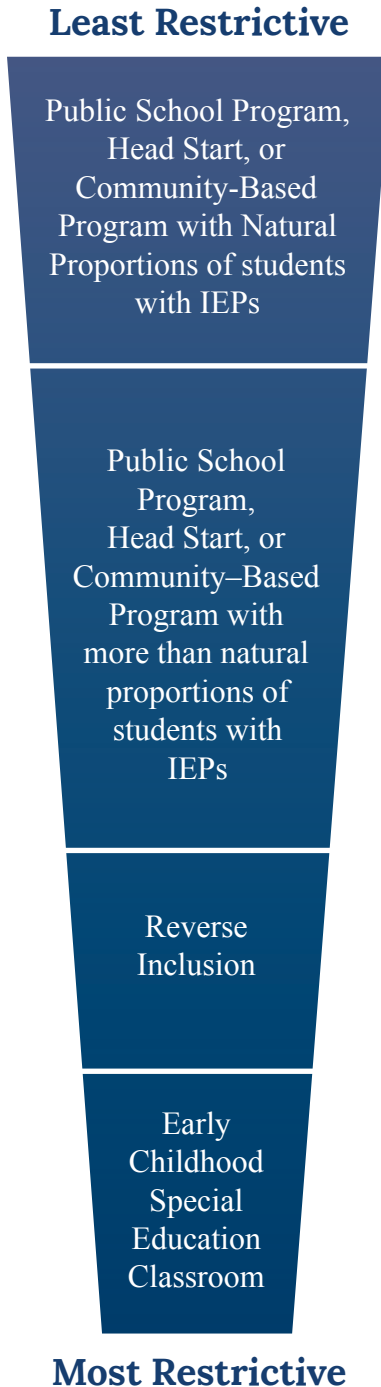 Least Restrictive
Public School Program,
Head Start, or
Community-Based
Program with Natural
Proportions of students
with IEPs
Public School
Program,
Head Start, or
Community–Based
Program with
more than natural
proportions of
students with
IEPs
Reverse
Inclusion
Early
Childhood
Special
Education
Classroom
Most Restrictive